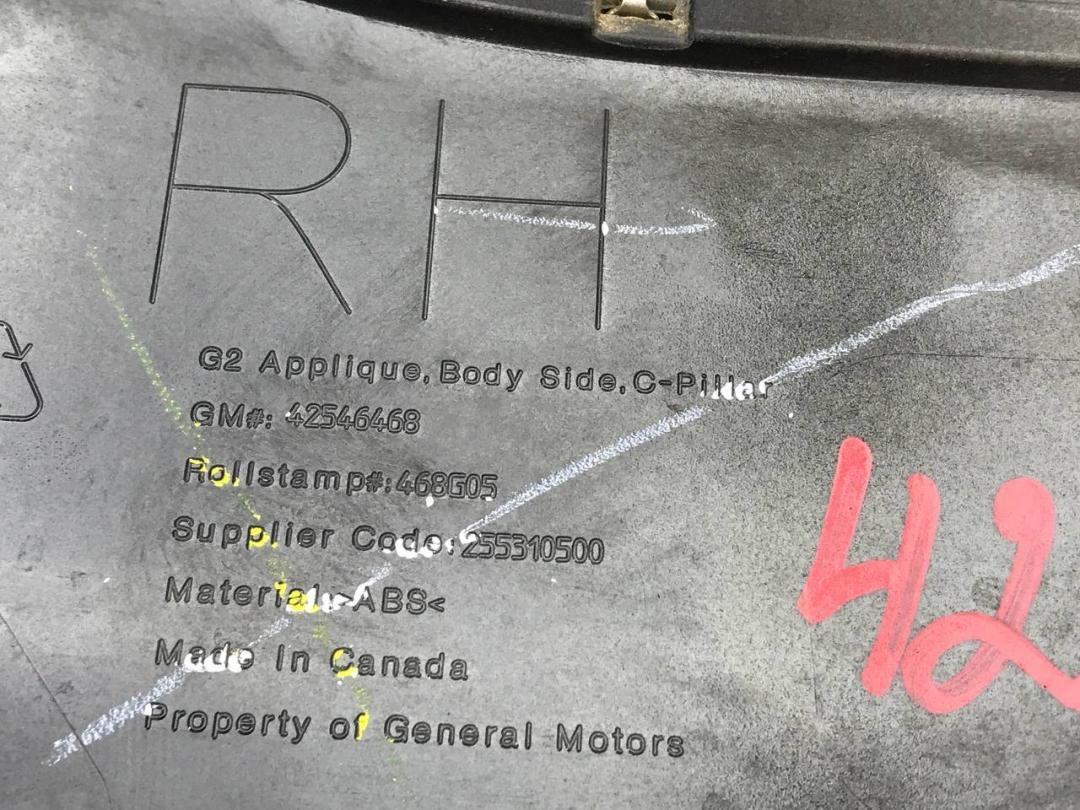 RH
G2 Applique, Body Side, C-Pillar
GM#: 42546468
Rollstamp#:468G05
Supplier Code:255310500
Material:>ABS<
Made In Canada
Property of General Motors
42